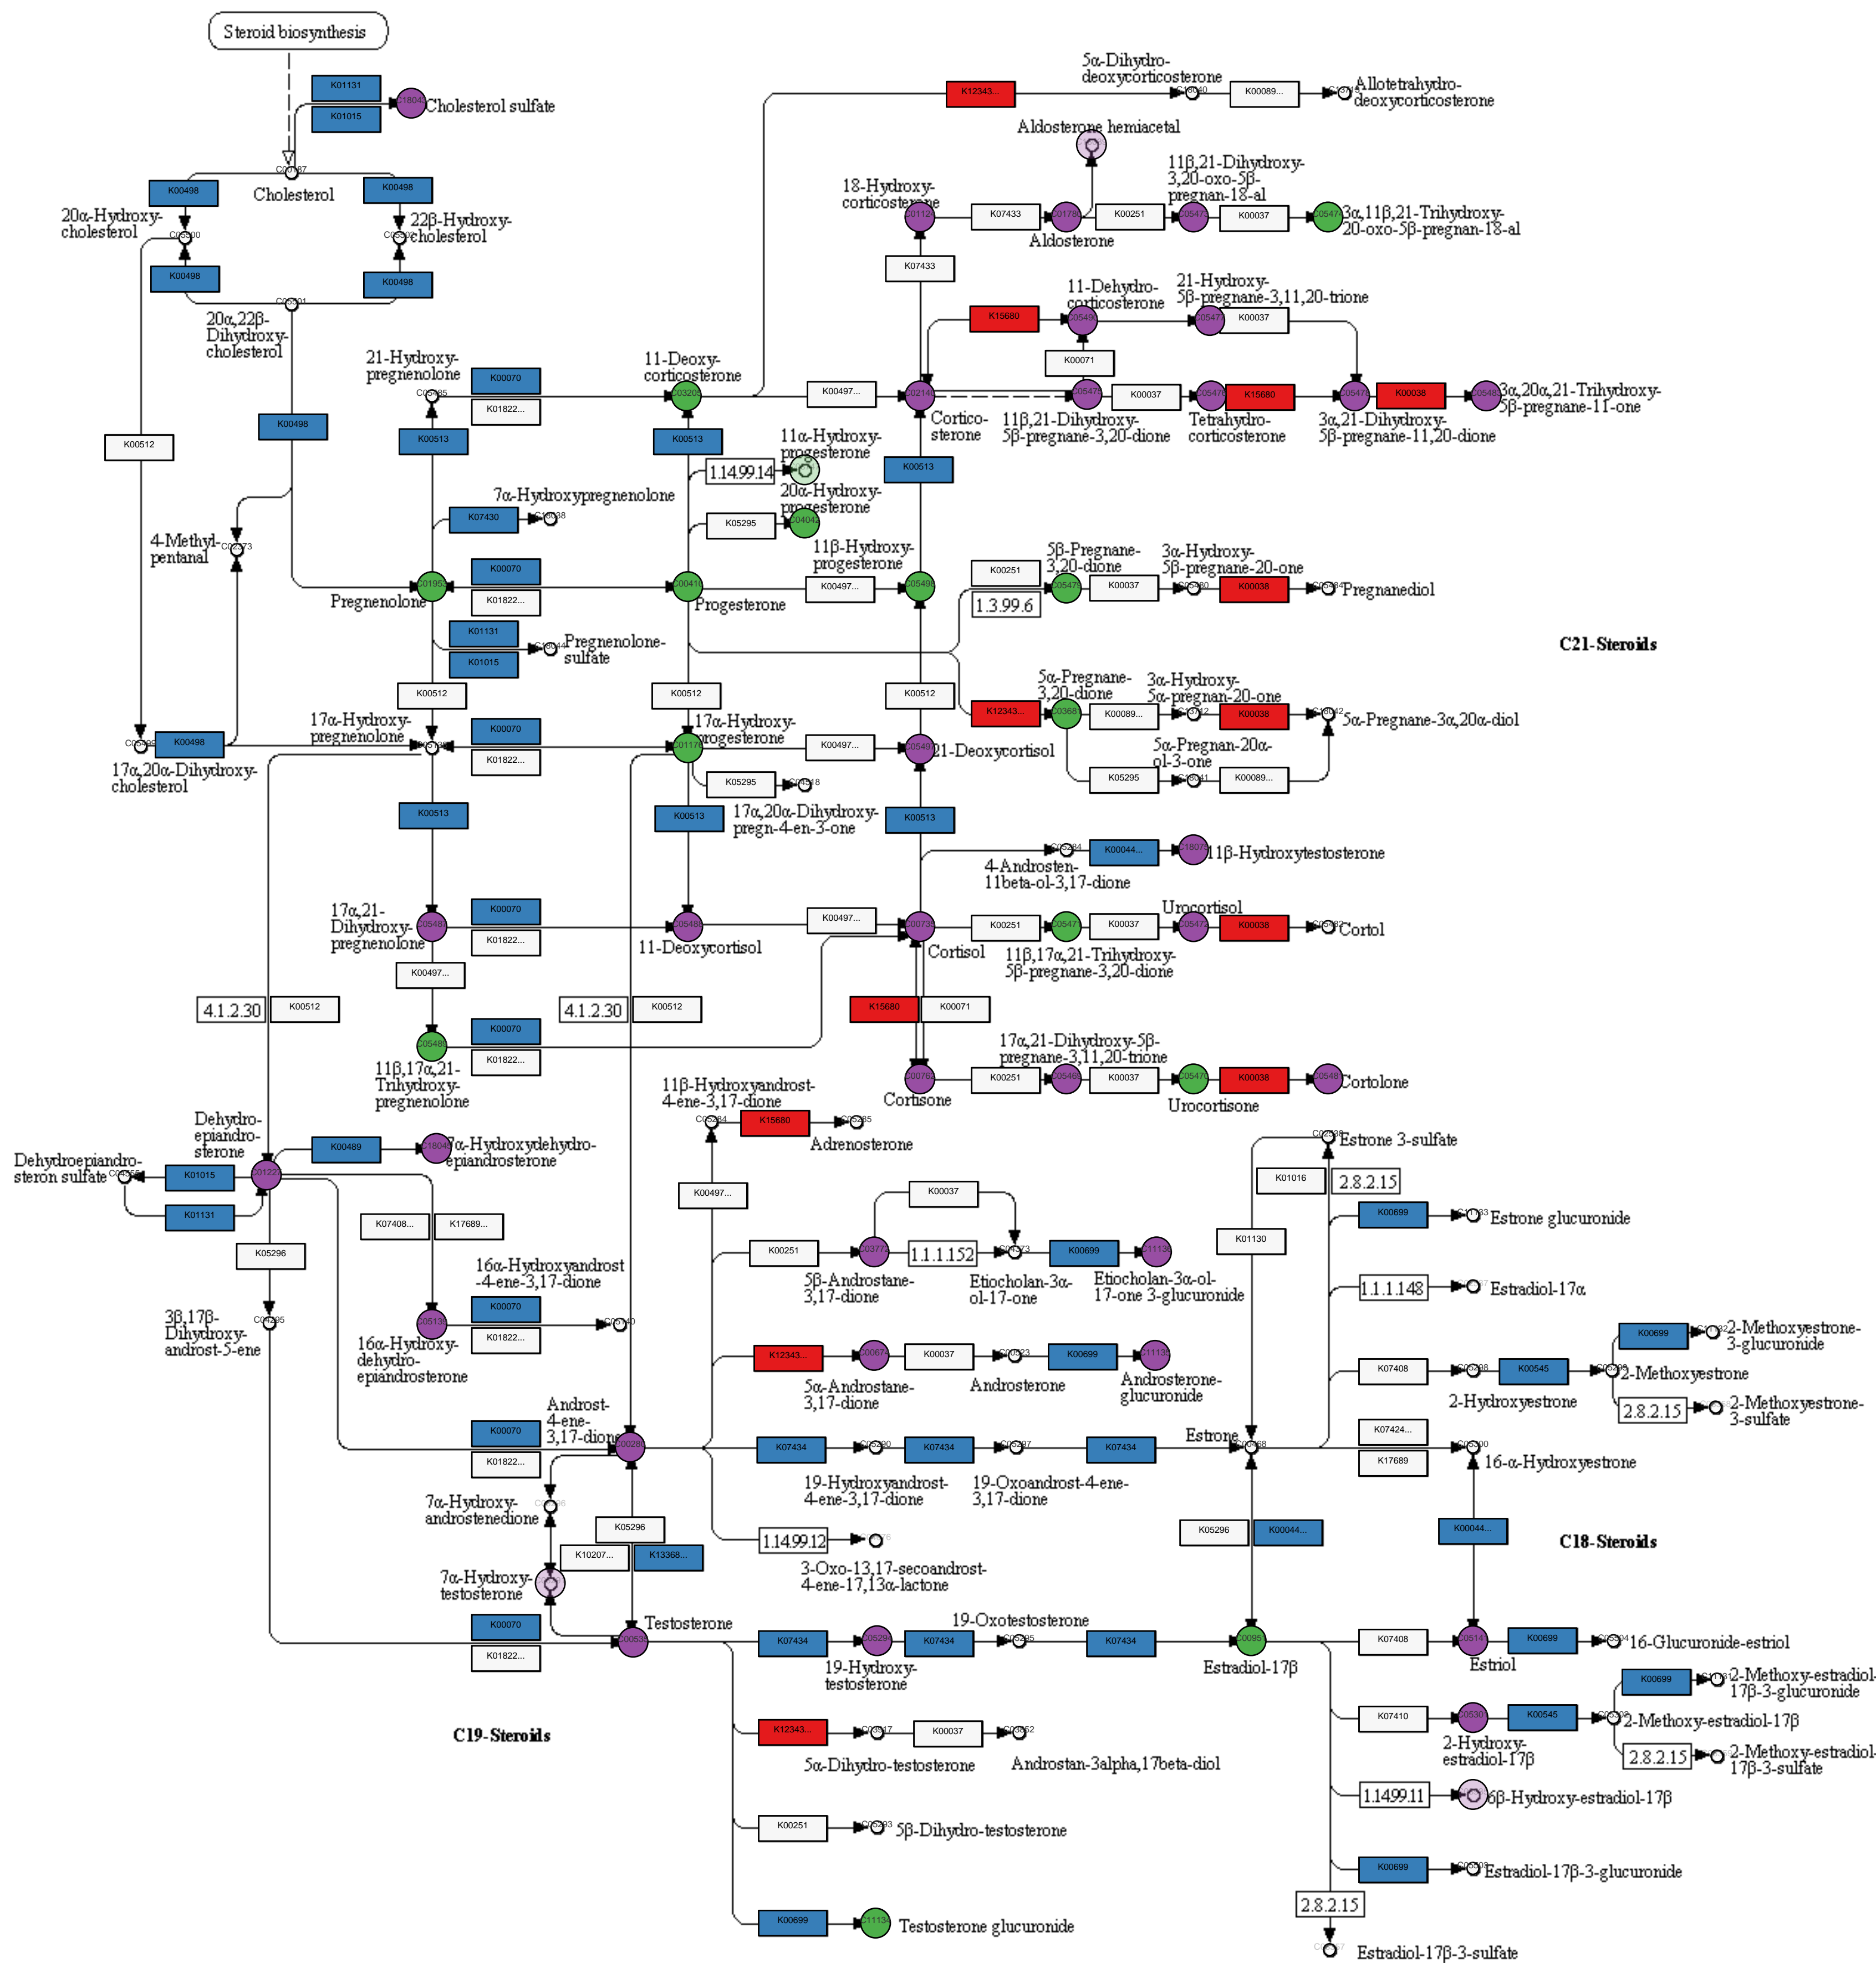 Steroid biosynthesis
K01131
K01015
Cholesterol sulfate
Cholesterol
K00498
K00498
20α-Hydroxy-
cholesterol
22β-Hydroxy-
cholesterol
K00498
K00498
20α,22β-
Dihydroxy-
cholesterol
K00512
K00498
4-Methyl-
pentanal
K00498
17α,20α-Dihydroxy-
cholesterol
5α-Dihydro-
deoxycorticosterone
K12343...
K00089...
Allotetrahydro-
deoxycorticosterone
Aldosterone hemiacetal
18-Hydroxy-
corticosterone
K07433
Aldosterone
K00251
11β,21-Dihydroxy-
3,20-oxo-5β-
pregnan-18-al
K00037
3α,11β,21-Trihydroxy-
20-oxo-5β-pregnan-18-al
K07433
11-Dehydro-
corticosterone
K15680
21-Hydroxy-
5β-pregnane-3,11,20-trione
K00037
K00071
21-Hydroxy-
pregnenolone
K00070
K01822...
11-Deoxy-
corticosterone
K00497...
Cortico-
sterone
11β,21-Dihydroxy-
5β-pregnane-3,20-dione
K00037
Tetrahydro-
corticosterone
K15680
3α,21-Dihydroxy-
5β-pregnane-11,20-dione
K00038
3α,20α,21-Trihydroxy-
5β-pregnane-11-one
K00513
K00513
K00513
11α-Hydroxy-
progesterone
1.14.99.14
20α-Hydroxy-
progesterone
K05295
7α-Hydroxypregnenolone
K07430
Pregnenolone
K00070
K01822...
Progesterone
K00497...
11β-Hydroxy-
progesterone
K01131
K01015
Pregnenolone-
sulfate
K00251
1.3.99.6
5β-Pregnane-
3,20-dione
K00037
3α-Hydroxy-
5β-pregnane-20-one
K00038
Pregnanediol
C21-Steroids
K00512
K00512
K00512
K12343...
5α-Pregnane-
3,20-dione
K00089...
3α-Hydroxy-
5α-pregnan-20-one
K00038
5α-Pregnane-3α,20α-diol
K05295
5α-Pregnan-20α-
ol-3-one
K00089...
17α-Hydroxy-
pregnenolone
K00070
K01822...
17α-Hydroxy-
progesterone
K00497...
21-Deoxycortisol
K05295
17α,20α-Dihydroxy-
pregn-4-en-3-one
K00513
K00513
K00513
4-Androsten-
11beta-ol-3,17-dione
K00044...
11β-Hydroxytestosterone
17α,21-
Dihydroxy-
pregnenolone
K00070
K01822...
11-Deoxycortisol
K00497...
Cortisol
K00251
11β,17α,21-Trihydroxy-
5β-pregnane-3,20-dione
K00037
Urocortisol
K00038
Cortol
K00497...
4.1.2.30
K00512
4.1.2.30
K00512
K15680
K00071
K00070
K01822...
11β,17α,21-
Trihydroxy-
pregnenolone
Cortisone
K00251
17α,21-Dihydroxy-5β-
pregnane-3,11,20-trione
K00037
Urocortisone
K00038
Cortolone
11β-Hydroxyandrost-
4-ene-3,17-dione
K15680
Adrenosterone
K00497...
Dehydro-
epiandro-
sterone
K00489
7α-Hydroxydehydro-
epiandrosterone
Dehydroepiandro-
steron sulfate
K01015
K01131
K07408...
K17689...
K05296
3β,17β-
Dihydroxy-
androst-5-ene
16α-Hydroxyandrost
-4-ene-3,17-dione
K00070
K01822...
16α-Hydroxy-
dehydro-
epiandrosterone
K00251
5β-Androstane-
3,17-dione
K00037
1.1.1.152
Etiocholan-3α-
ol-17-one
K00699
Etiocholan-3α-ol-
17-one 3-glucuronide
K12343...
5α-Androstane-
3,17-dione
K00037
Androsterone
K00699
Androsterone-
glucuronide
K00070
K01822...
Androst-
4-ene-
3,17-dione
K07434
19-Hydroxyandrost-
4-ene-3,17-dione
K07434
19-Oxoandrost-4-ene-
3,17-dione
K07434
Estrone
7α-Hydroxy-
androstenedione
1.14.99.12
3-Oxo-13,17-secoandrost-
4-ene-17,13α-lactone
K05296
K10207...
K13368...
7α-Hydroxy-
testosterone
K00070
K01822...
Testosterone
K07434
19-Hydroxy-
testosterone
K07434
19-Oxotestosterone
K07434
Estradiol-17β
C19-Steroids
K12343...
5α-Dihydro-testosterone
K00037
Androstan-3alpha,17beta-diol
K00251
5β-Dihydro-testosterone
K00699
Testosterone glucuronide
Estrone 3-sulfate
K01016
2.8.2.15
K01130
K00699
Estrone glucuronide
1.1.1.148
Estradiol-17α
K07408
2-Hydroxyestrone
K00545
2-Methoxyestrone
K00699
2-Methoxyestrone-
3-glucuronide
2.8.2.15
2-Methoxyestrone-
3-sulfate
K07424...
K17689
16-α-Hydroxyestrone
K05296
K00044...
K00044...
C18-Steroids
K07408
Estriol
K00699
16-Glucuronide-estriol
K07410
2-Hydroxy-
estradiol-17β
K00545
2-Methoxy-estradiol-17β
K00699
2-Methoxy-estradiol-
17β-3-glucuronide
2.8.2.15
2-Methoxy-estradiol-
17β-3-sulfate
1.14.99.11
6β-Hydroxy-estradiol-17β
K00699
Estradiol-17β-3-glucuronide
2.8.2.15
Estradiol-17β-3-sulfate